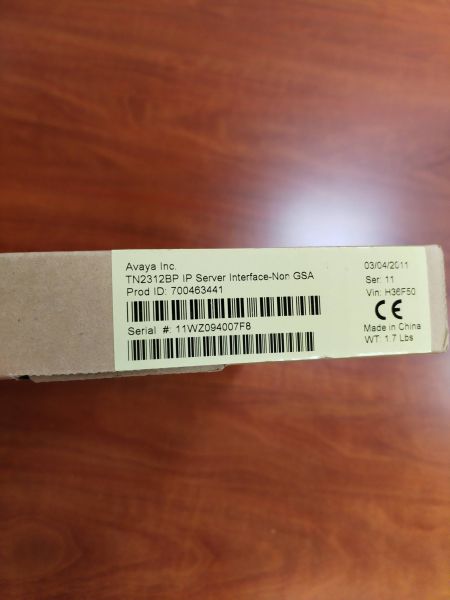 Avaya Inc.
TN2312BP IP Server Interface-Non GSA
Prod ID: 700463441
Serial #: 11WZ094007F8
03/04/2011
Ser: 11
Vin: H36F50
CE
Made in China
WT: 1.7 Lbs